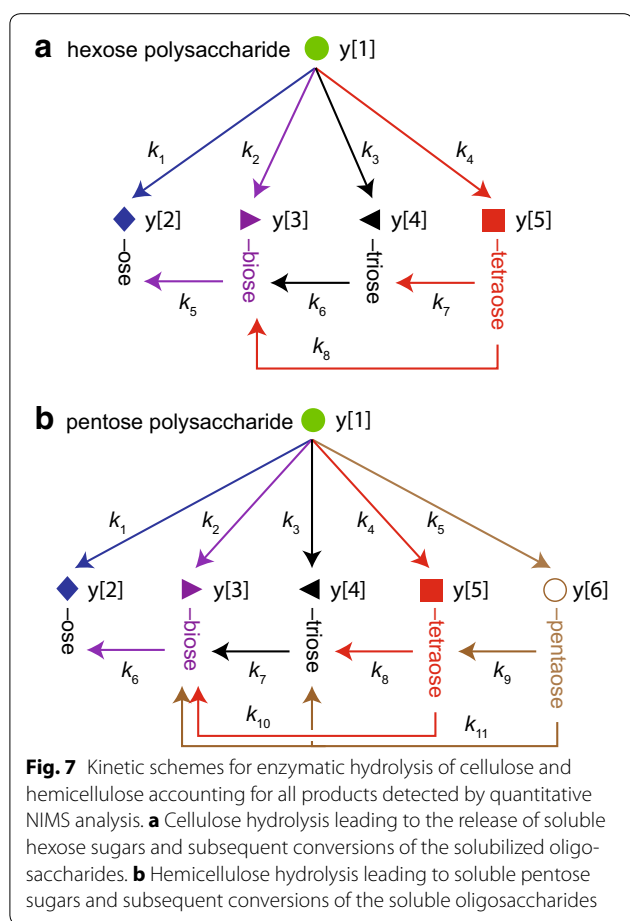 a hexose polysaccharide y[1]
k1 k2 k3 k4
y[2] y[3] y[4] y[5]
–ose –biose –triose –tetraose
k5 k6 k7
k8
b pentose polysaccharide y[1]
k1 k2 k3 k4 k5
y[2] y[3] y[4] y[5] y[6]
–ose –biose –triose –tetraose –pentaose
k6 k7 k8 k9
k10 k11
Fig. 7 Kinetic schemes for enzymatic hydrolysis of cellulose and
hemicellulose accounting for all products detected by quantitative
NIMS analysis. a Cellulose hydrolysis leading to the release of soluble
hexose sugars and subsequent conversions of the solubilized oligo-
saccharides. b Hemicellulose hydrolysis leading to soluble pentose
sugars and subsequent conversions of the soluble oligosaccharides